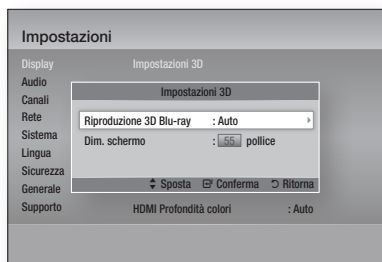 Impostazioni
Display Impostazioni 3D
Audio
Canali
Rete
Sistema
Lingua
Sicurezza
Generale
Supporto
Impostazioni 3D
Riproduzione 3D Blu-ray : Auto
Dim. schermo : 55 pollice
Sposta Conferma Ritorna
HDMI Profondità colori : Auto